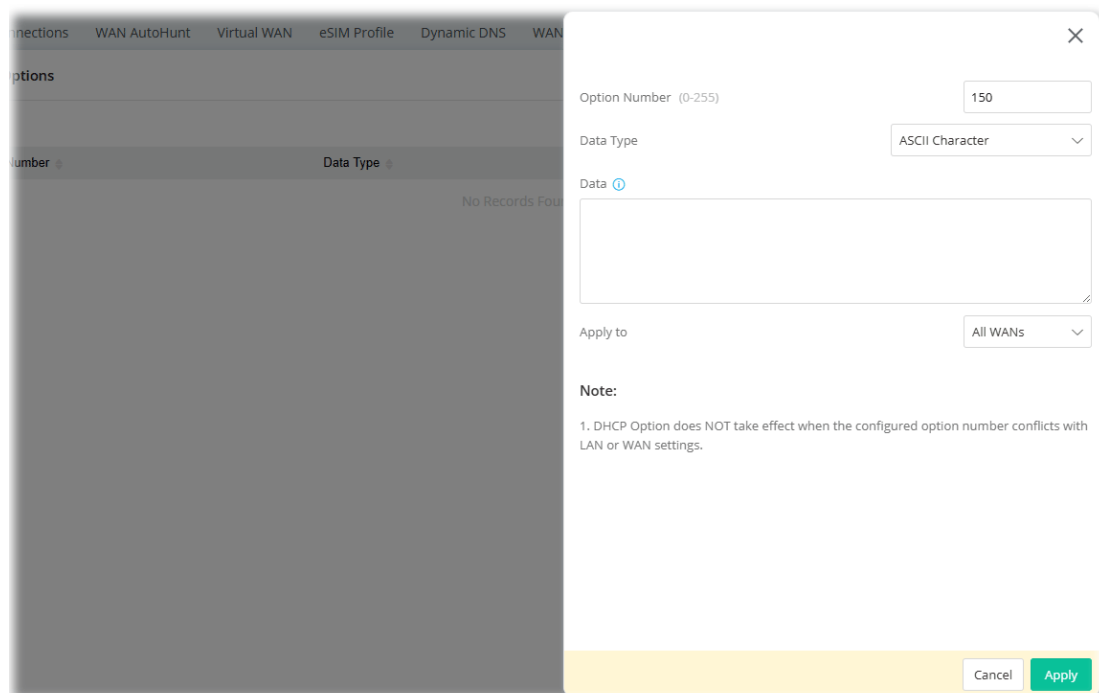 nnections WAN AutoHunt Virtual WAN eSIM Profile Dynamic DNS WAN
ptions
Number Data Type
No Records Fou
Option Number (0-255) 150
Data Type ASCII Character
Data
Apply to All WANs
Note:
1. DHCP Option does NOT take effect when the configured option number conflicts with
LAN or WAN settings.
Cancel Apply